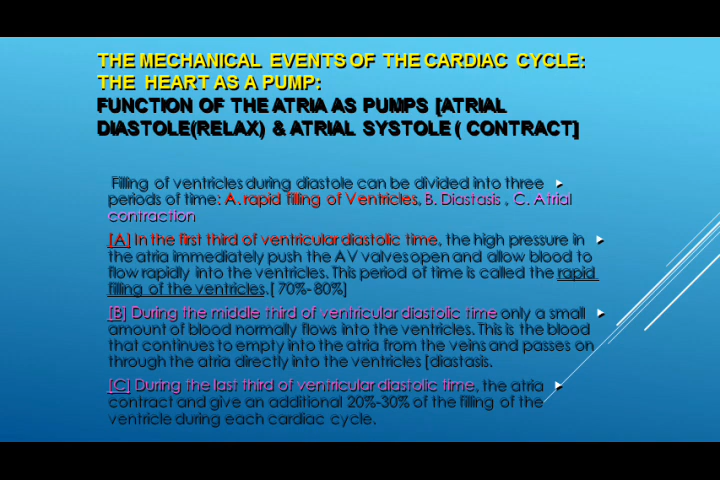 THE MECHANICAL EVENTS OF THE CARDIAC CYCLE:
THE HEART AS A PUMP:
FUNCTION OF THE ATRIA AS PUMPS [ATRIAL
DIASTOLE(RELAX) & ATRIAL SYSTOLE ( CONTRACT]
Filling of ventricles during diastole can be divided into three
periods of time: A. rapid filling of Ventricles, B. Diastasis , C. Atrial
contraction
[A] In the first third of ventricular diastolic time, the high pressure in
the atria immediately push the AV valves open and allow blood to
flow rapidly into the ventricles. This period of time is called the rapid
filling of the ventricles.[ 70%- 80%]
[B] During the middle third of ventricular diastolic time only a small
amount of blood normally flows into the ventricles. This is the blood
that continues to empty into the atria from the veins and passes on
through the atria directly into the ventricles [diastasis.
[C] During the last third of ventricular diastolic time, the atria
contract and give an additional 20%-30% of the filling of the
ventricle during each cardiac cycle.